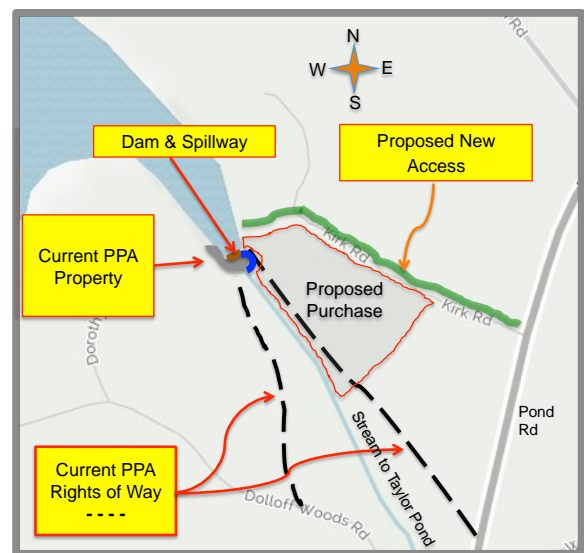 N
W
E
S
Dam & Spillway
Proposed New
Access
Current PPA
Property
Kirk Rd
Proposed
Purchase
Kirk Rd
Dorothy
Pond
Rd
Stream to Taylor Pond
Current PPA
Rights of Way
- - - -
Dolloff Woods Rd